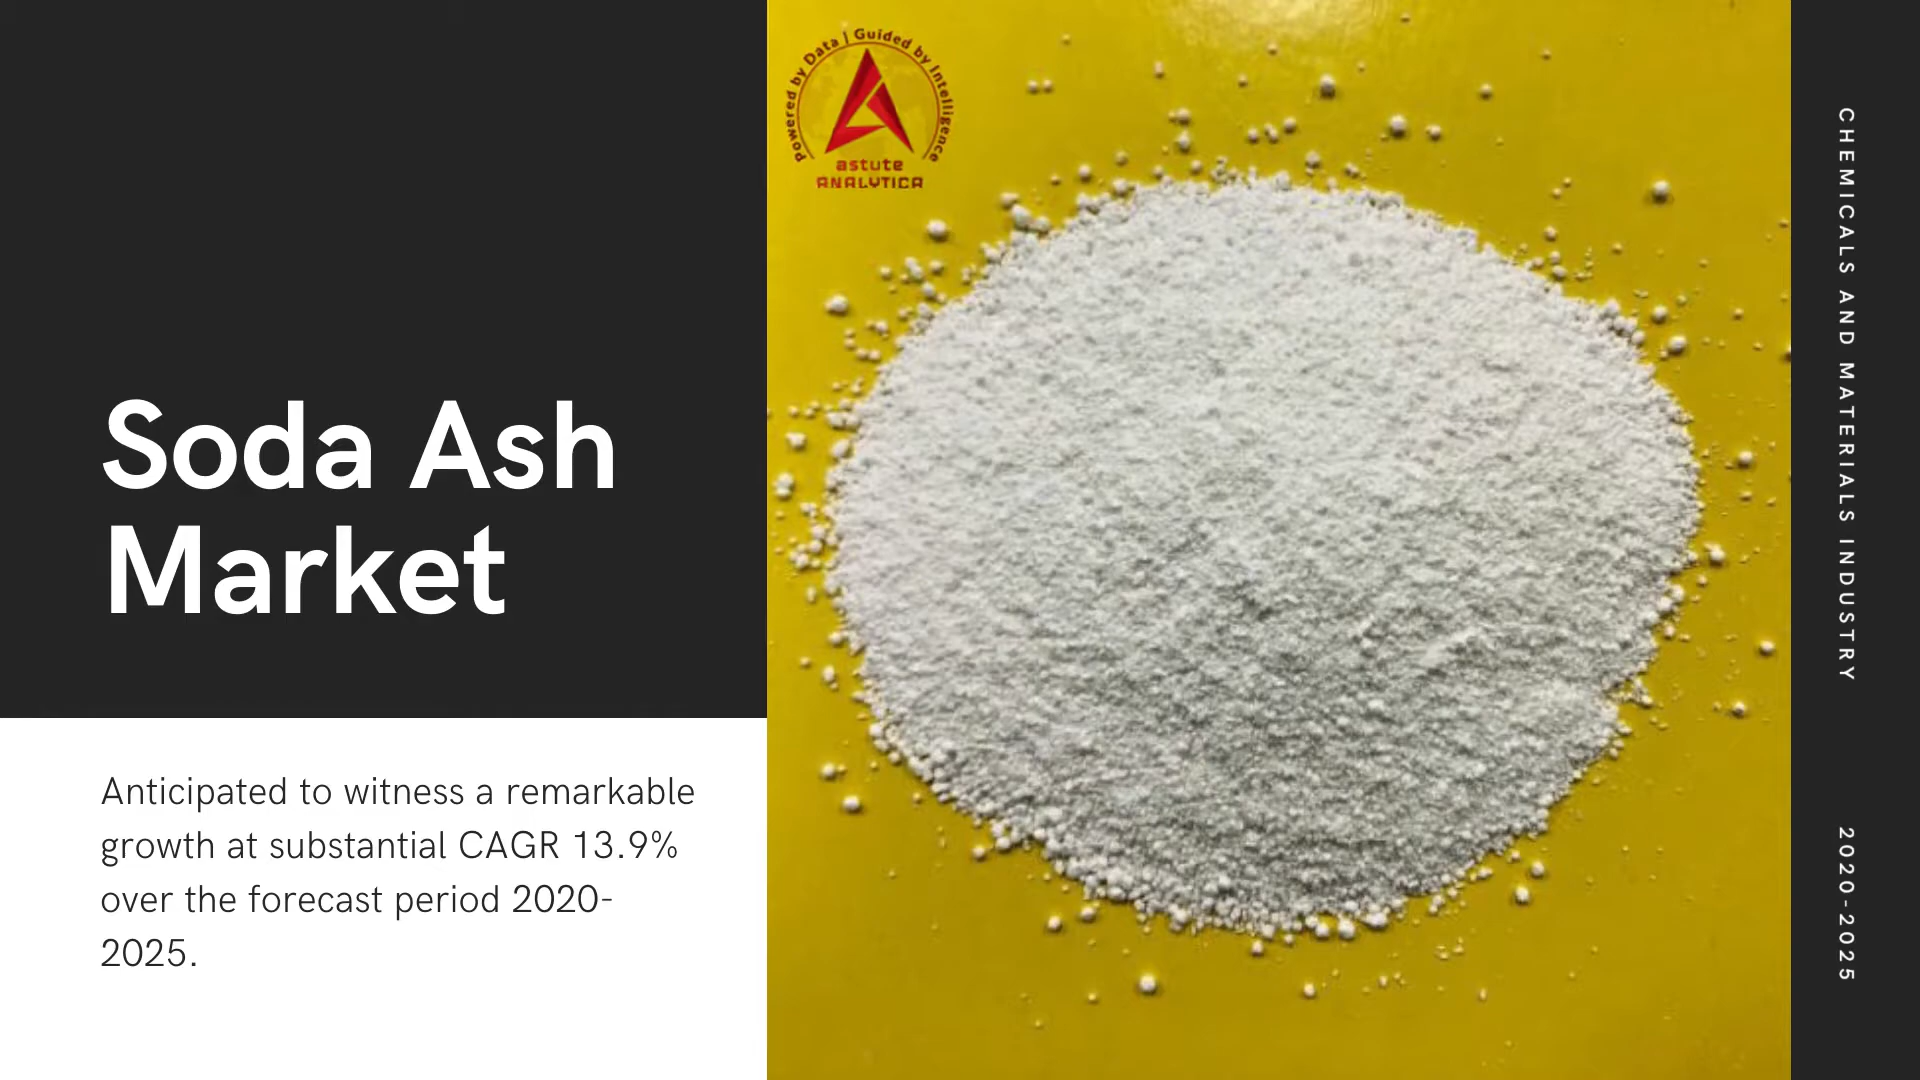 Soda Ash
Market
Anticipated to witness a remarkable
growth at substantial CAGR 13.9%
over the forecast period 2020-
2025.
Powered by Data | Guided by Intelligence
astute
ANALYTICA
CHEMICALS AND MATERIALS INDUSTRY
2020-2025